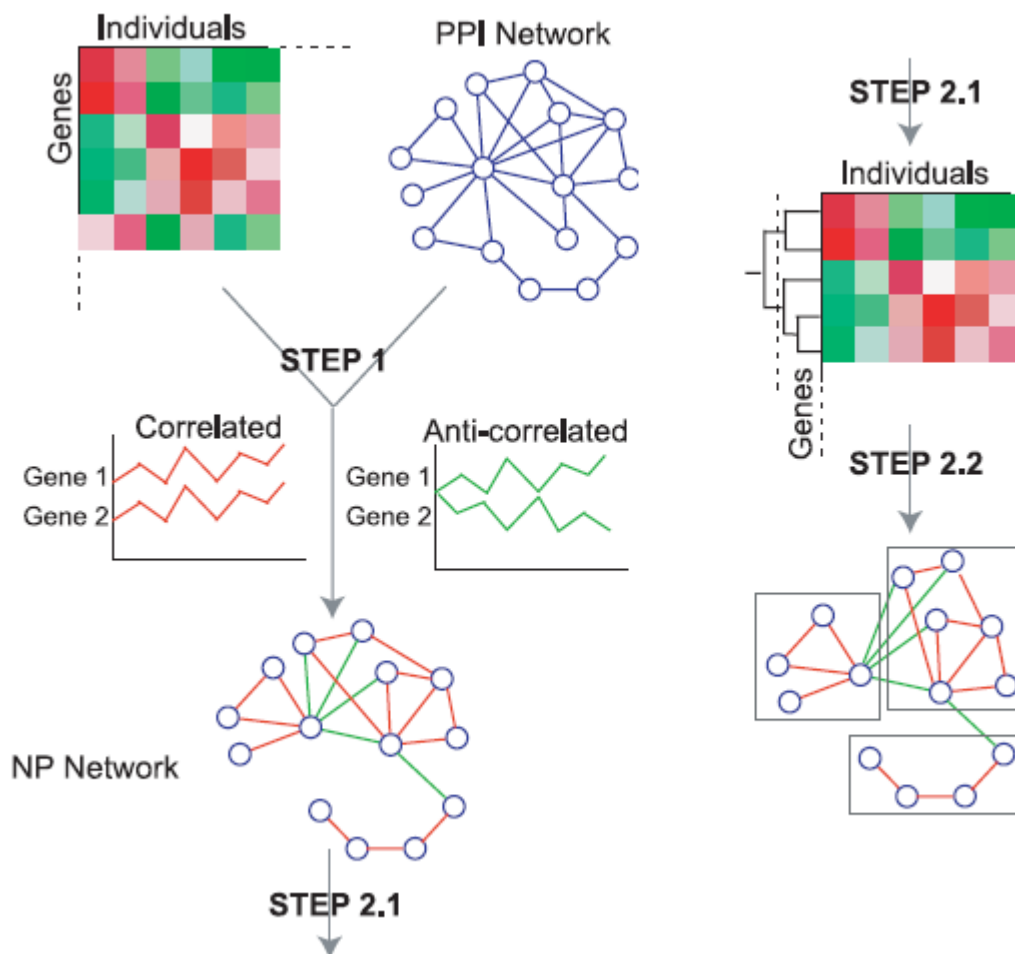 Individuals
Genes
PPI Network
STEP 1
Correlated
Gene 1
Gene 2
Anti-correlated
Gene 1
Gene 2
NP Network
STEP 2.1
STEP 2.1
Individuals
Genes
STEP 2.2